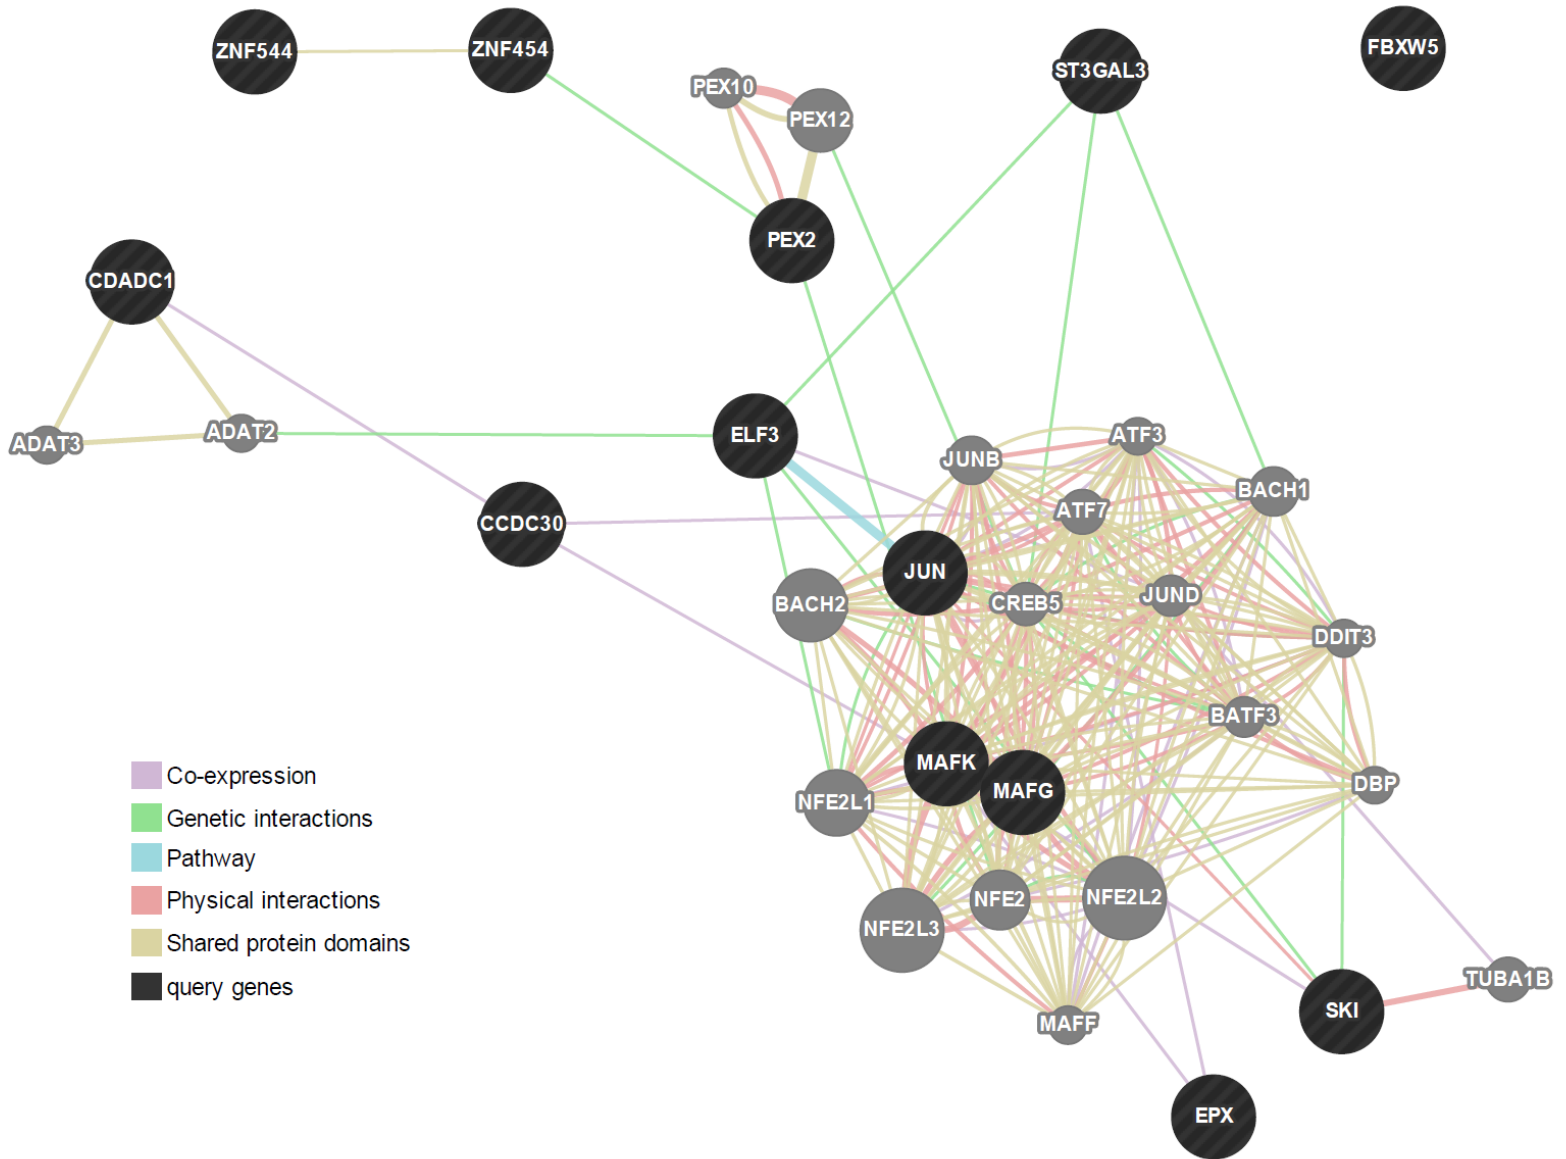 ZNF544
ZNF454
FBXW5
ST3GAL3
PEX10
PEX12
PEX2
CDADC1
ADAT3
ADAT2
ELF3
ATF3
JUNB
BACH1
ATF7
CCDC30
JUN
BACH2
CREB5
JUND
DDIT3
BATF3
MAFK
MAFG
DBP
NFE2L1
NFE2
NFE2L2
NFE2L3
TUBA1B
SKI
MAFF
EPX
Co-expression
Genetic interactions
Pathway
Physical interactions
Shared protein domains
query genes